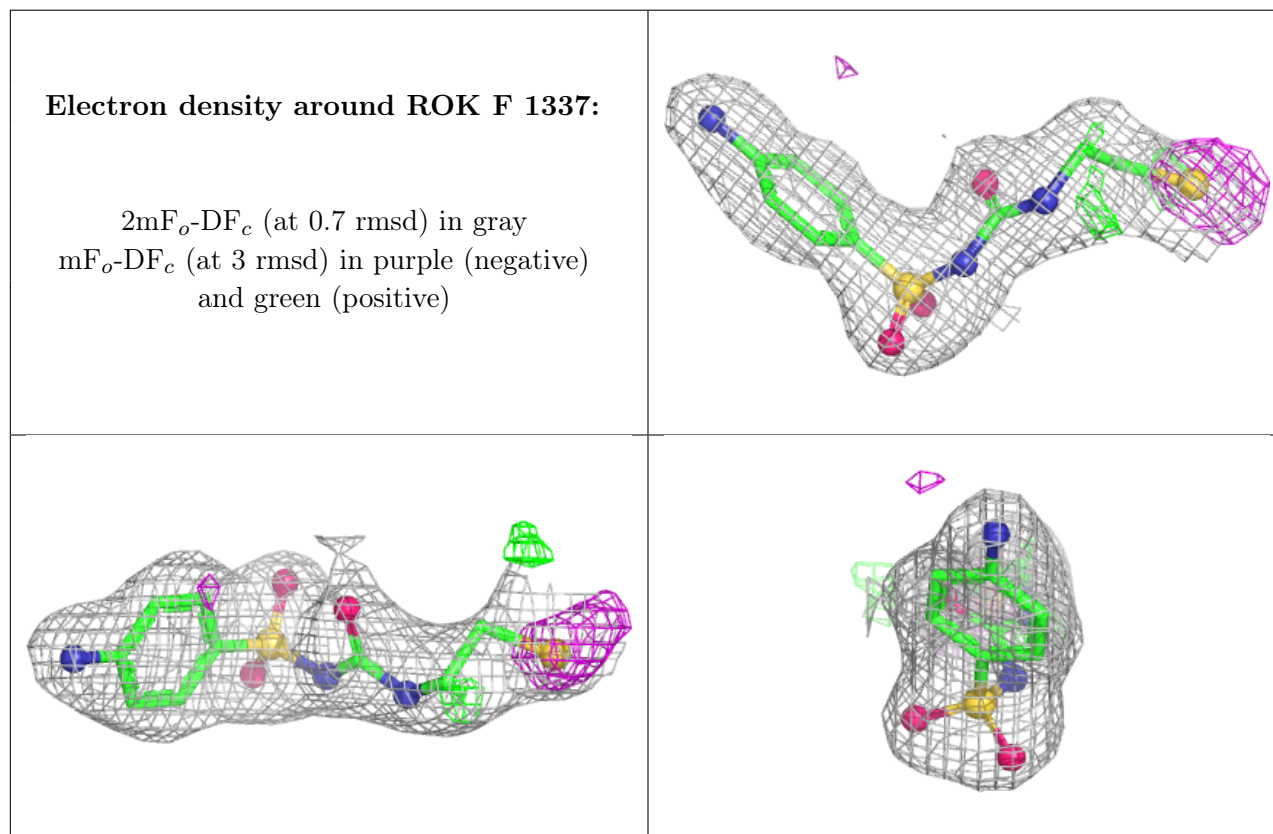 Electron density around ROK F 1337:
2mFo-DFc (at 0.7 rmsd) in gray
mFo-DFc (at 3 rmsd) in purple (negative)
and green (positive)